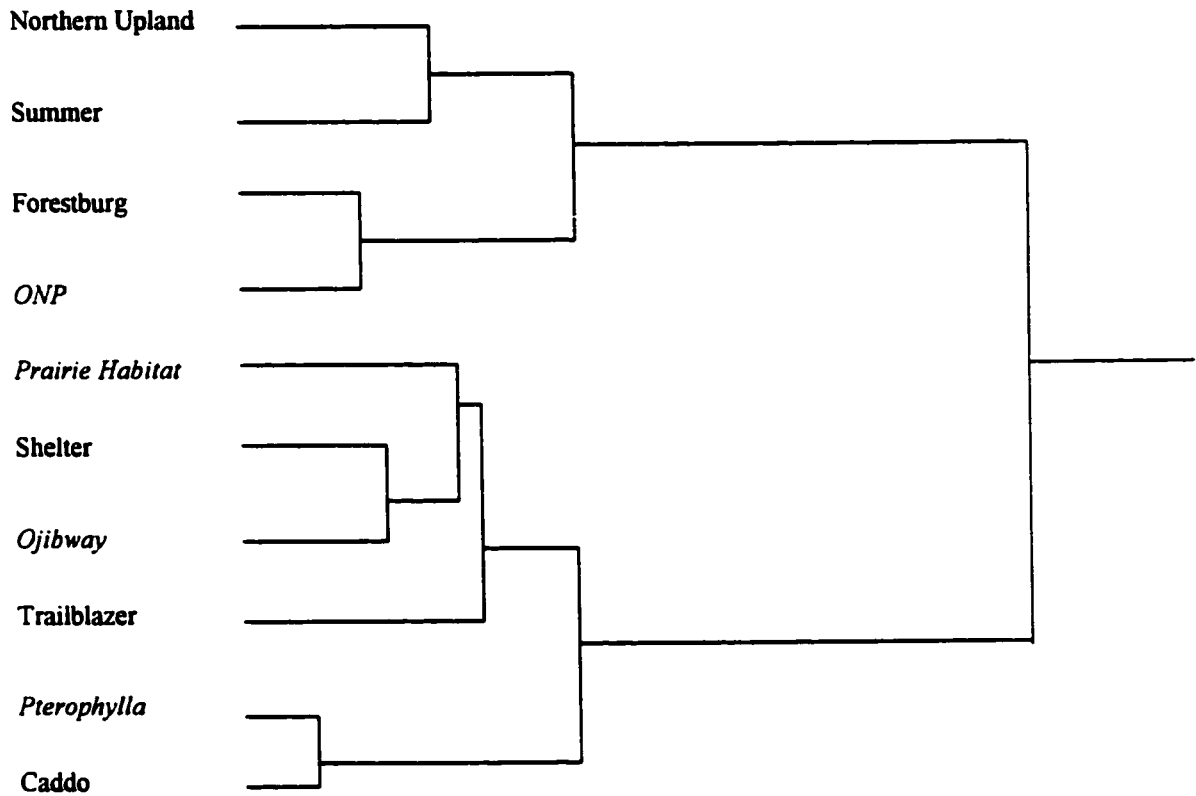 Northern Upland
Summer
Forestburg
ONP
Prairie Habitat
Shelter
Ojibway
Trailblazer
Pterophylla
Caddo